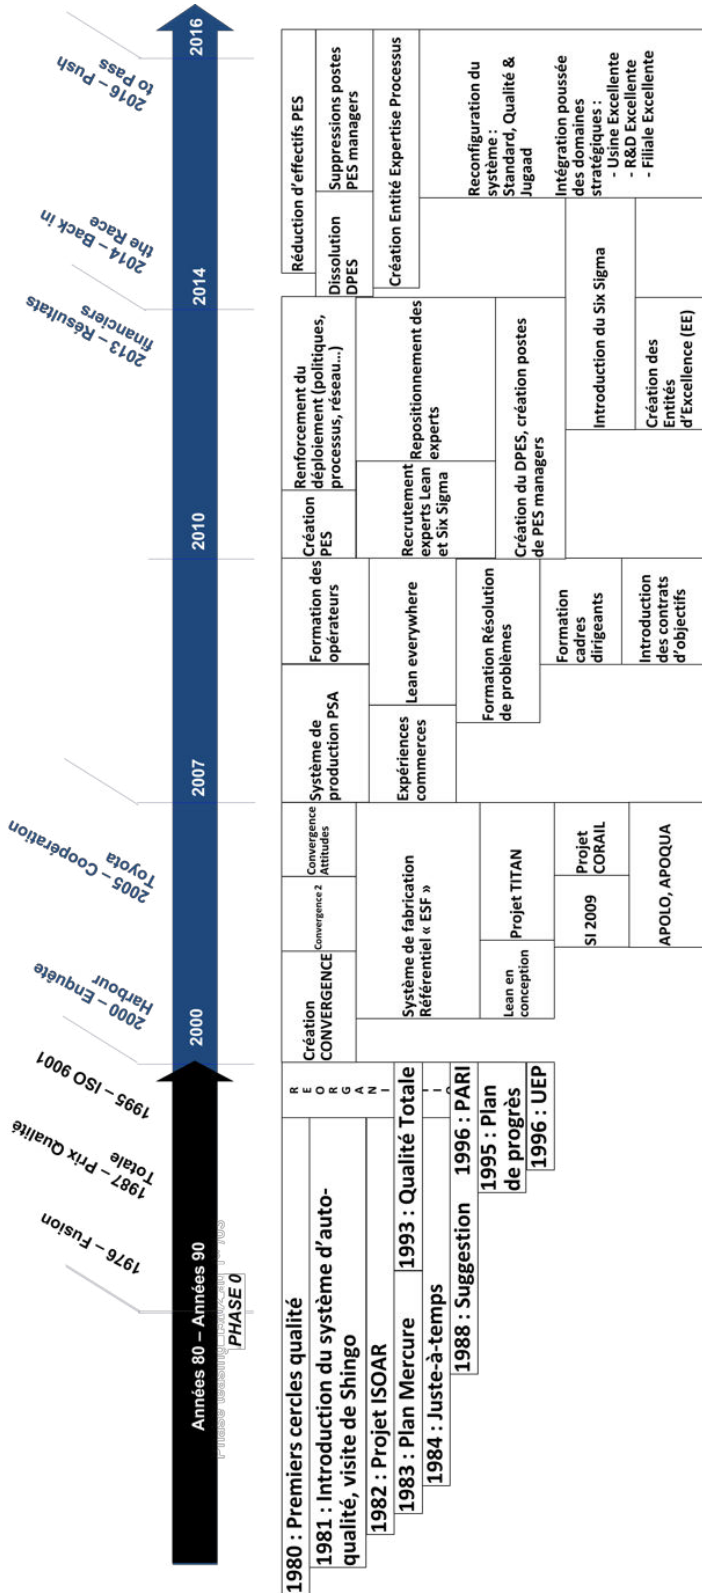 1976 – Fusion
1987 – Prix Qualité
Totale
1995 – ISO 9001
2000 – Enquête
Harbour
2005 – Coopération
Toyota
2013 – Résultats
financiers
2014 – Back in
the Race
2016 – Push
to Pass
Années 80 – Années 90
2000
2007
2010
2014
2016
PHASE 0
1980 : Premiers cercles qualité
1981 : Introduction du système d'auto-
qualité, visite de Shingo
1982 : Projet ISOAR
1983 : Plan Mercure
1993 : Qualité Totale
1984 : Juste-à-temps
1988 : Suggestion
1996 : PARI
1995 : Plan
de progrès
1996 : UEP
R E
O R G
A N I
Création
CONVERGENCE
Convergence 2
Convergence
Attitudes
Système de fabrication
Référentiel « ESF »
Lean en
conception
Projet TITAN
SI 2009
Projet
CORAIL
APOLO, APOQUA
Système de
production PSA
Formation des
opérateurs
Expériences
commerces
Lean everywhere
Formation Résolution
de problèmes
Formation
cadres
dirigeants
Introduction
des contrats
d'objectifs
Création
PES
Renforcement du
déploiement (politiques,
processus, réseau...)
Recrutement
experts Lean
et Six Sigma
Repositionnement des
experts
Création du DPES, création postes
de PES managers
Introduction du Six Sigma
Création des
Entités
d'Excellence (EE)
Réduction d'effectifs PES
Dissolution
DPES
Suppressions postes
PES managers
Création Entité Expertise Processus
Reconfiguration du
système :
Standard, Qualité &
Jugaad
Intégration poussée
des domaines
stratégiques :
- Usine Excellente
- R&D Excellente
- Filiale Excellente